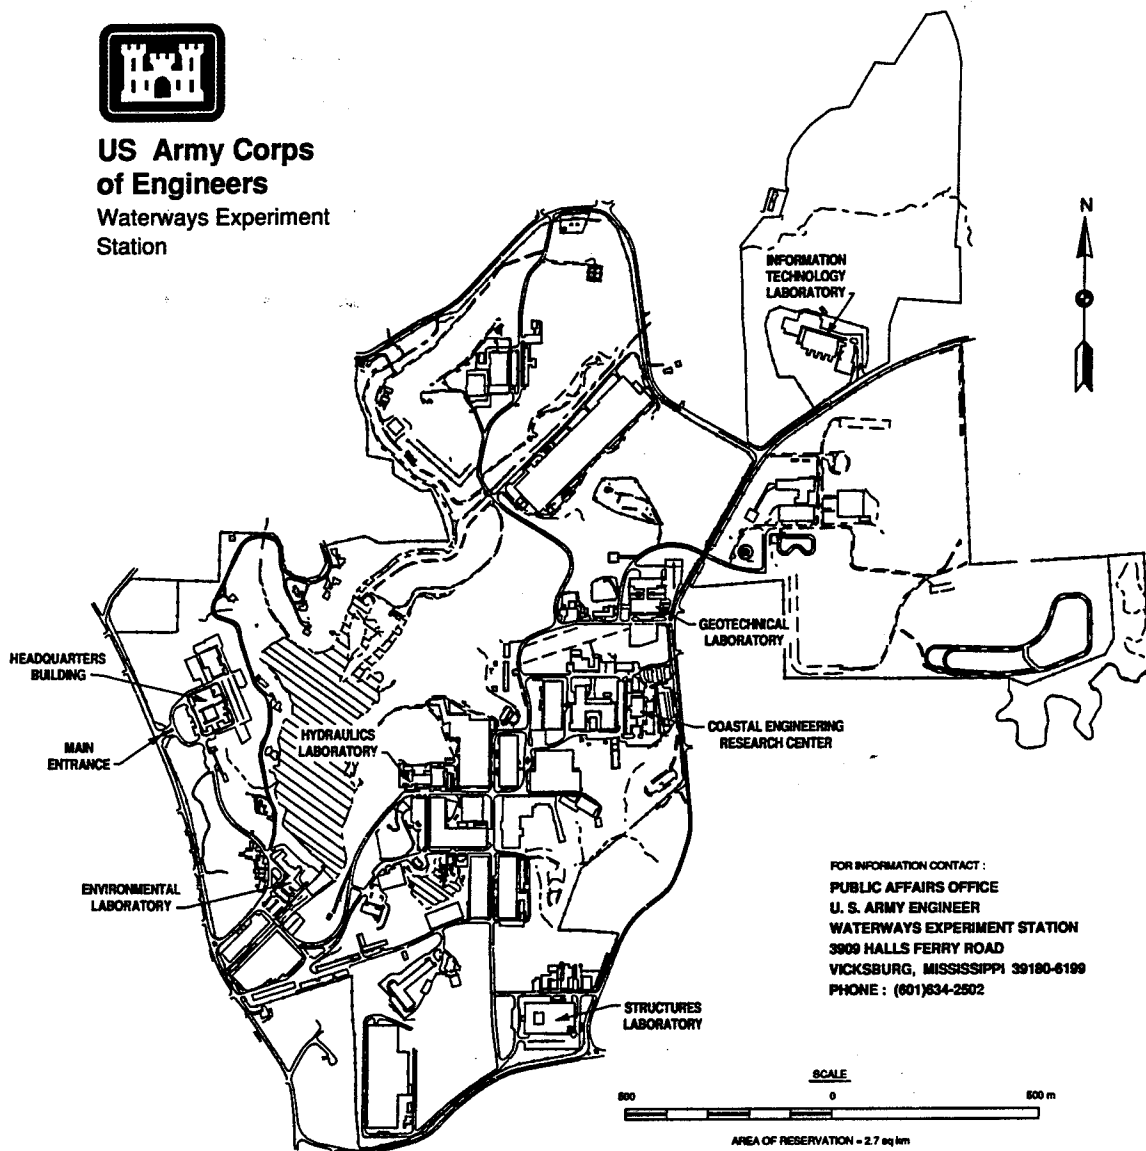 US Army Corps
of Engineers
Waterways Experiment
Station
N
INFORMATION
TECHNOLOGY
LABORATORY
GEOTECHNICAL
LABORATORY
HEADQUARTERS
BUILDING
MAIN
ENTRANCE
HYDRAULICS
LABORATORY
COASTAL ENGINEERING
RESEARCH CENTER
ENVIRONMENTAL
LABORATORY
STRUCTURES
LABORATORY
FOR INFORMATION CONTACT :
PUBLIC AFFAIRS OFFICE
U. S. ARMY ENGINEER
WATERWAYS EXPERIMENT STATION
3909 HALLS FERRY ROAD
VICKSBURG, MISSISSIPPI 39180-6199
PHONE : (601)634-2502
SCALE
500 0 500 m
AREA OF RESERVATION = 2.7 sq km